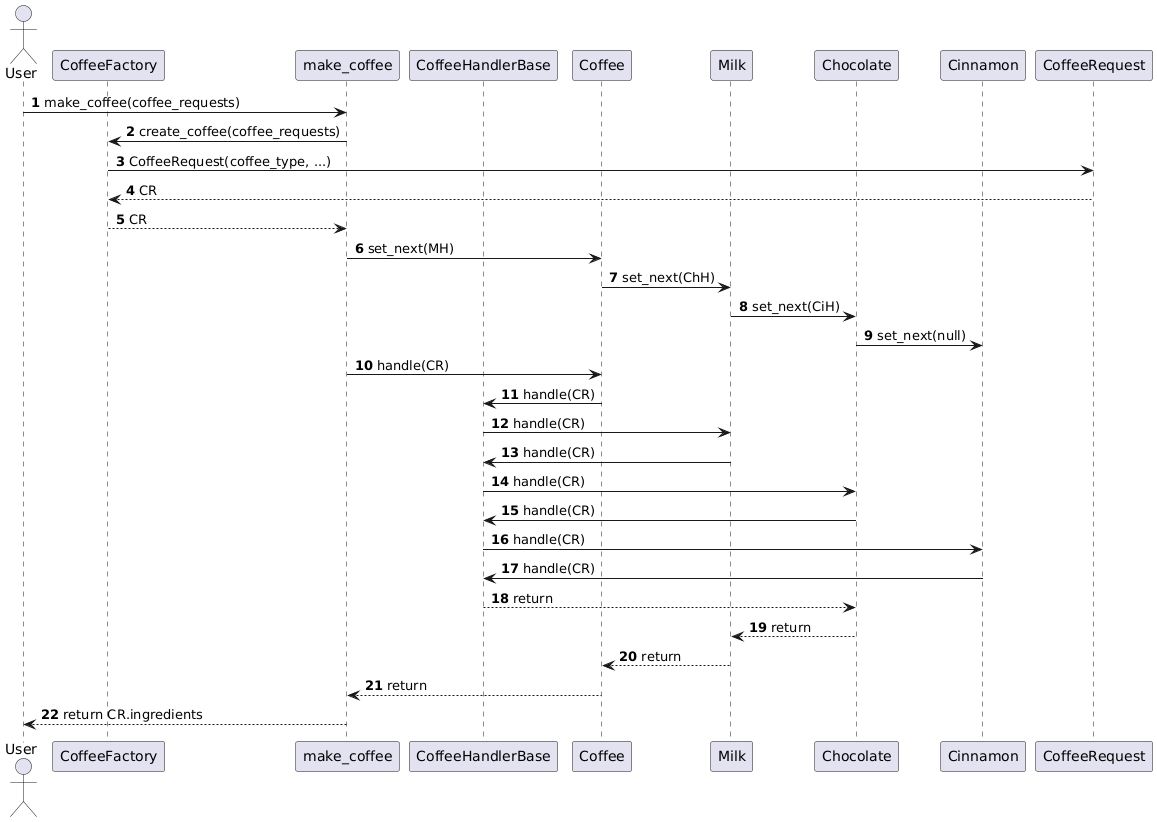 User
CoffeeFactory
make_coffee
CoffeeHandlerBase
Coffee
Milk
Chocolate
Cinnamon
CoffeeRequest
1 make_coffee(coffee_requests)
2 create_coffee(coffee_requests)
3 CoffeeRequest(coffee_type, ...)
4 CR
5 CR
6 set_next(MH)
7 set_next(ChH)
8 set_next(CiH)
9 set_next(null)
10 handle(CR)
11 handle(CR)
12 handle(CR)
13 handle(CR)
14 handle(CR)
15 handle(CR)
16 handle(CR)
17 handle(CR)
18 return
19 return
20 return
21 return
22 return CR.ingredients
User
CoffeeFactory
make_coffee
CoffeeHandlerBase
Coffee
Milk
Chocolate
Cinnamon
CoffeeRequest